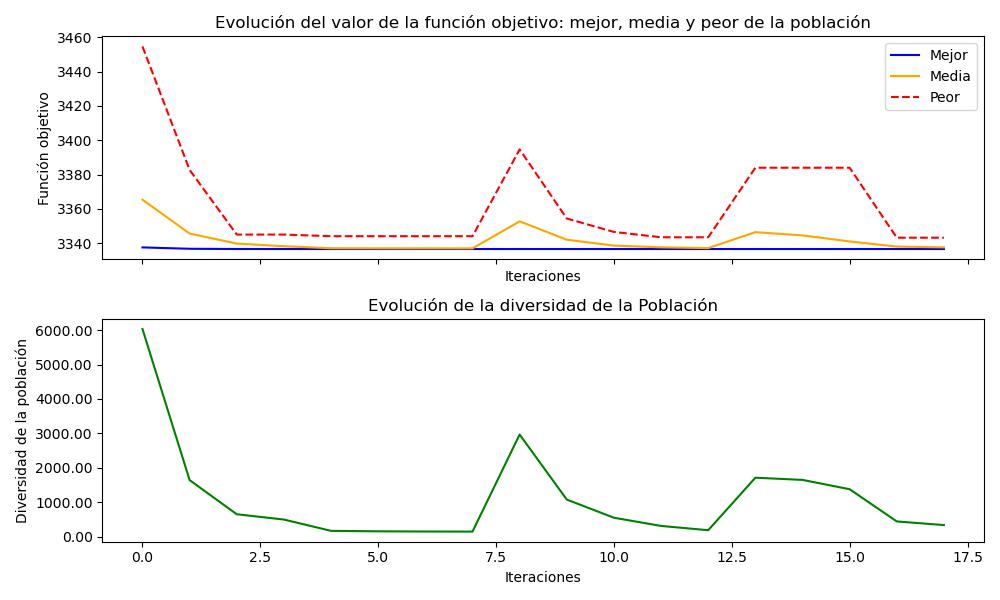 Evolución del valor de la función objetivo: mejor, media y peor de la población
Función objetivo
3460
3440
3420
3400
3380
3360
3340
Mejor
Media
Peor
Iteraciones
Evolución de la diversidad de la Población
Diversidad de la población
6000.00
5000.00
4000.00
3000.00
2000.00
1000.00
0.00
0.0 2.5 5.0 7.5 10.0 12.5 15.0 17.5
Iteraciones